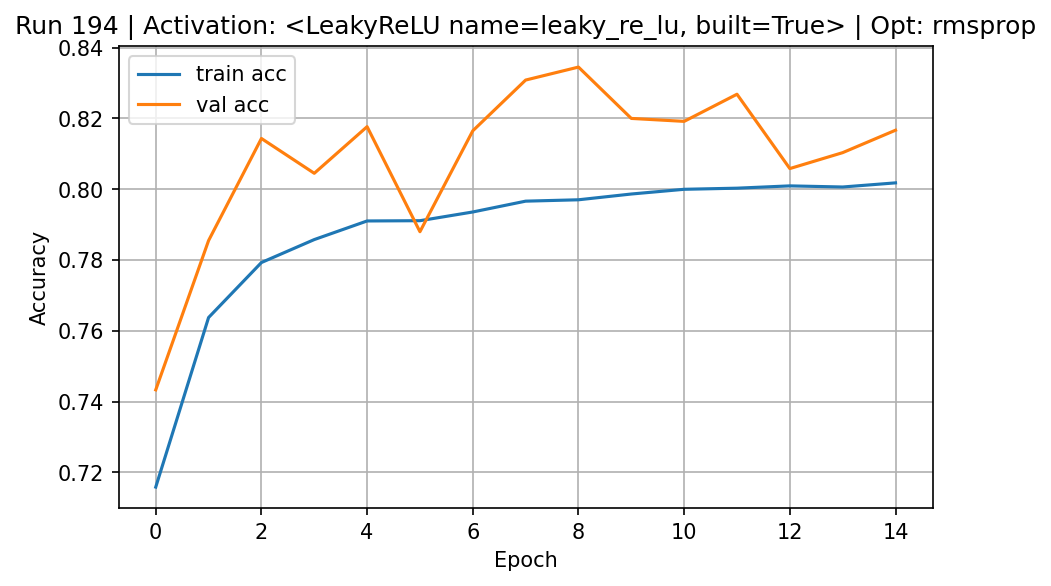 Run 194 | Activation: <LeakyReLU name=leaky_re_lu, built=True> | Opt: rmsprop
train acc
val acc
0.84
0.82
0.80
0.78
0.76
0.74
0.72
Accuracy
0 2 4 6 8 10 12 14
Epoch